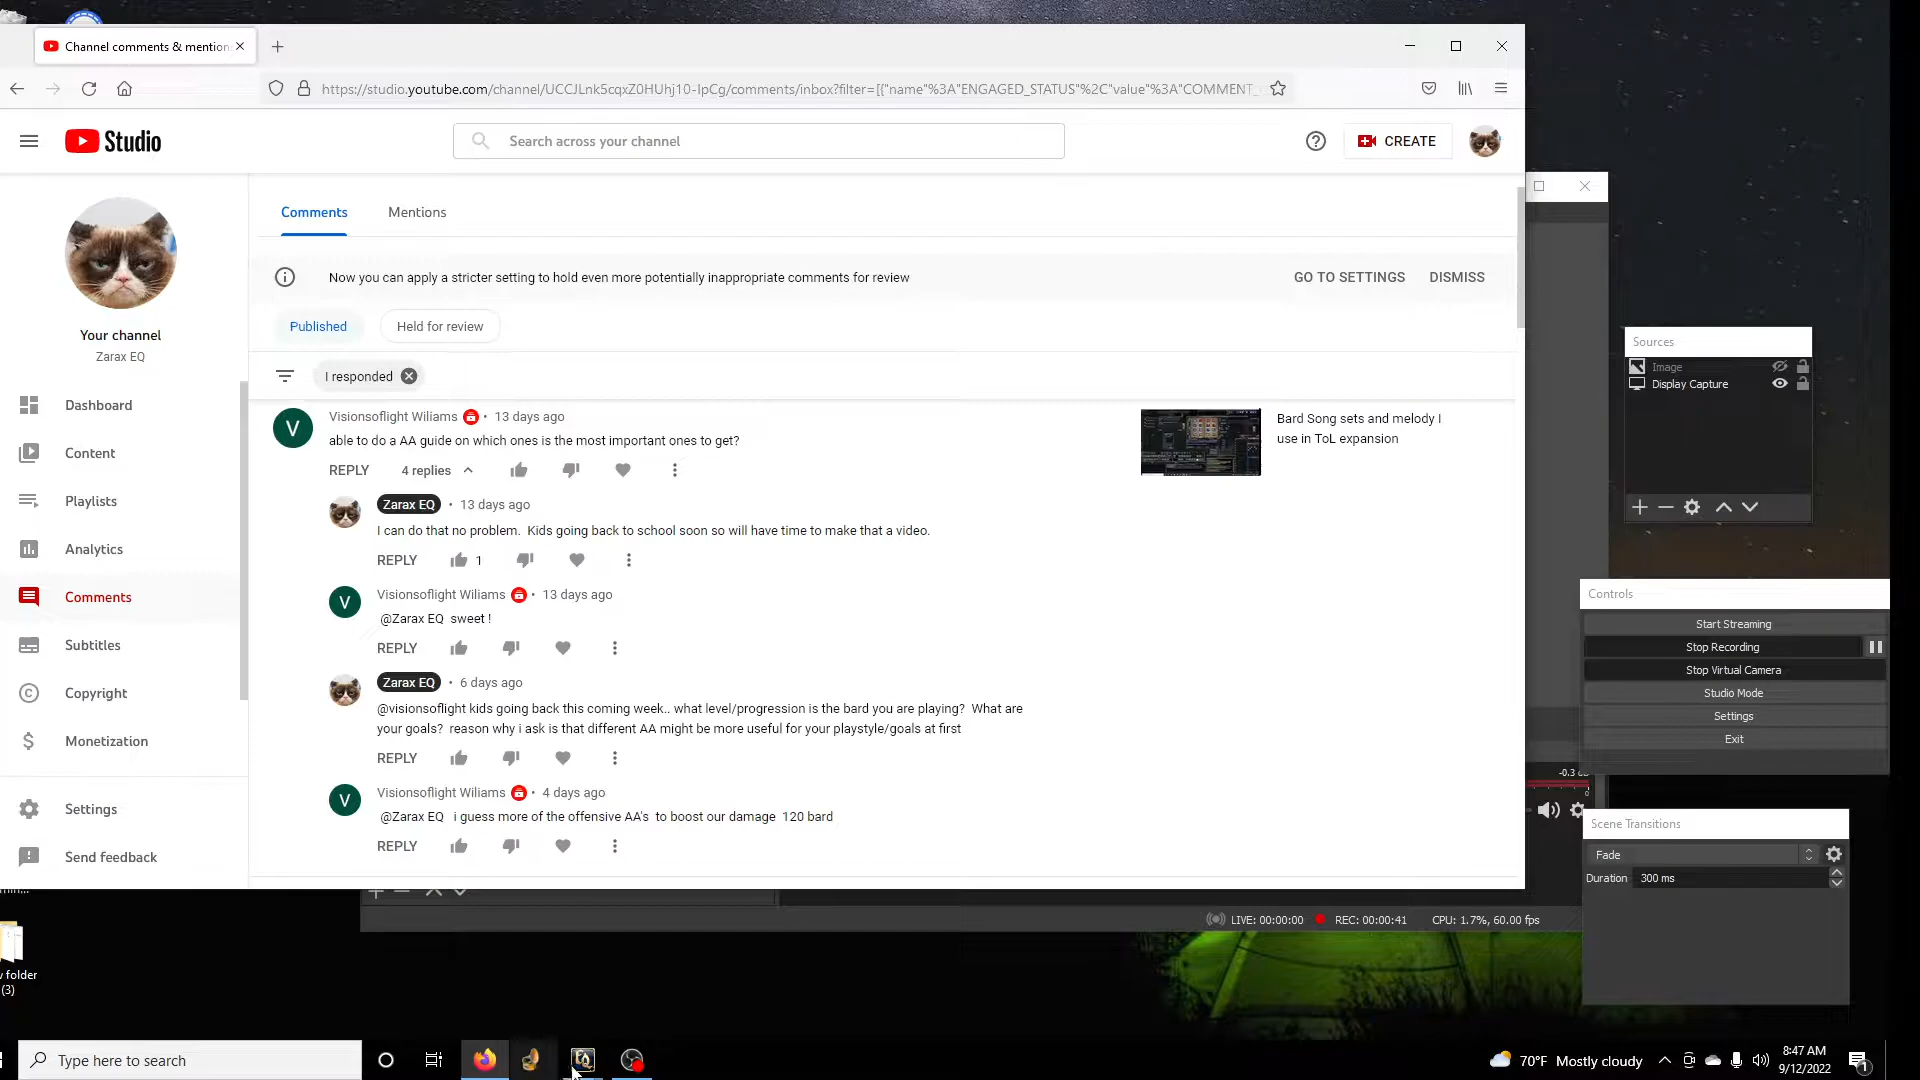 Channel comments & mention
https://studio.youtube.com/channel/UCCJLnk5cqxZ0HUhj10-IpCg/comments/inbox?filter=[{"name"%3A"ENGAGED_STATUS"%2C"value"%3A"COMMENT_
Studio
Search across your channel
CREATE
Your channel
Zarax EQ
Dashboard
Content
Playlists
Analytics
Comments
Subtitles
Copyright
Monetization
Settings
Send feedback
Comments
Mentions
Now you can apply a stricter setting to hold even more potentially inappropriate comments for review
GO TO SETTINGS
DISMISS
Published
Held for review
I responded
Visionsoflight Wiliams • 13 days ago
able to do a AA guide on which ones is the most important ones to get?
REPLY
4 replies
Bard Song sets and melody I
use in ToL expansion
Zarax EQ • 13 days ago
I can do that no problem. Kids going back to school soon so will have time to make that a video.
REPLY
1
Visionsoflight Wiliams • 13 days ago
@Zarax EQ sweet !
REPLY
Zarax EQ • 6 days ago
@visionsoflight kids going back this coming week.. what level/progression is the bard you are playing? What are
your goals? reason why i ask is that different AA might be more useful for your playstyle/goals at first
REPLY
Visionsoflight Wiliams • 4 days ago
@Zarax EQ i guess more of the offensive AA's to boost our damage 120 bard
REPLY
Sources
Image
Display Capture
Controls
Start Streaming
Stop Recording
Stop Virtual Camera
Studio Mode
Settings
Exit
Scene Transitions
Fade
Duration 300 ms
LIVE: 00:00:00
REC: 00:00:41
CPU: 1.7%, 60.00 fps
folder
(3)
Type here to search
70°F Mostly cloudy
8:47 AM
9/12/2022
1